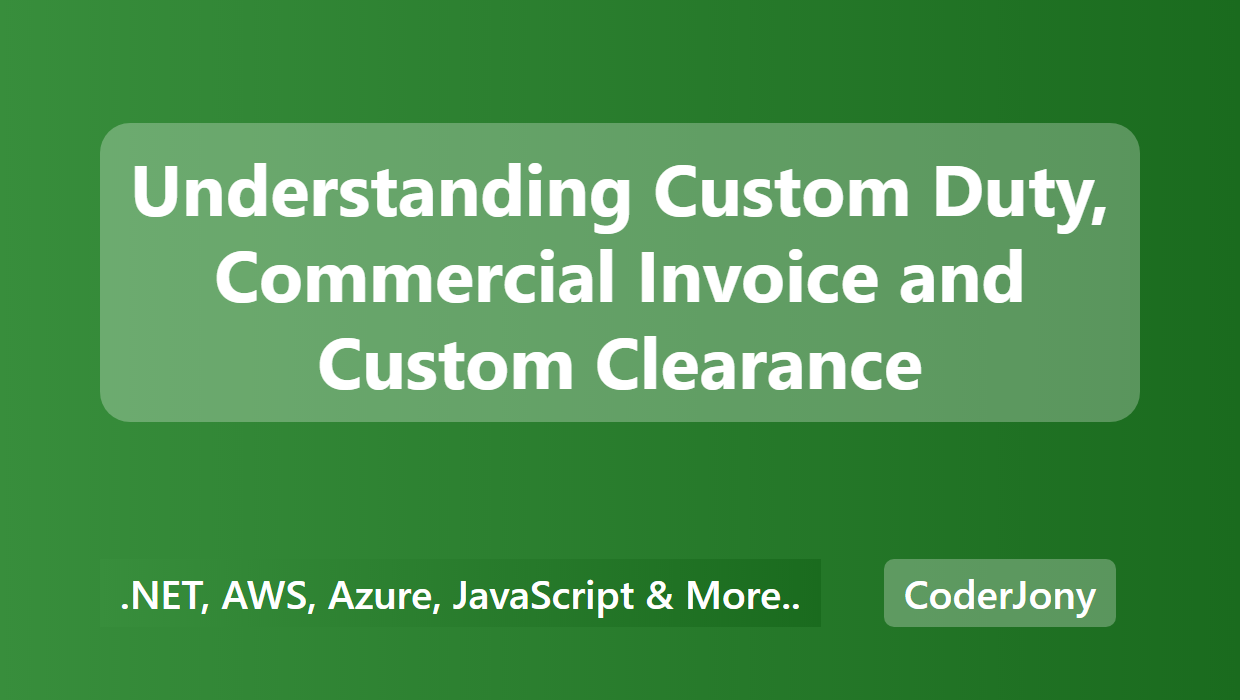 Understanding Custom Duty,
Commercial Invoice and
Custom Clearance
.NET, AWS, Azure, JavaScript & More..
CoderJony